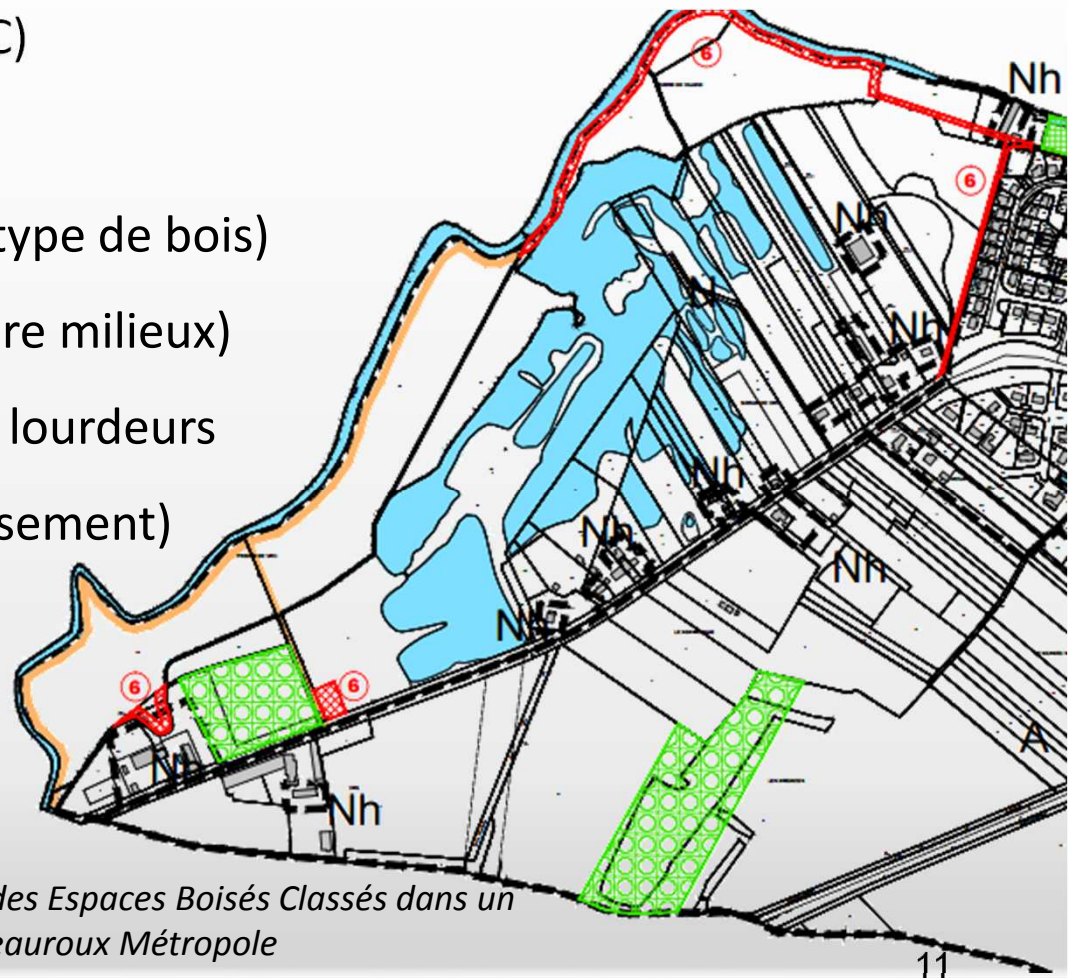 C)
type de bois)
re milieux)
lourdeurs
sement)
6
Nh
6
Nh
N
Nh
Nh
Nh
Nh
Nh
6
6
A
Nh
Nh
des Espaces Boisés Classés dans un
eauroux Métropole
11